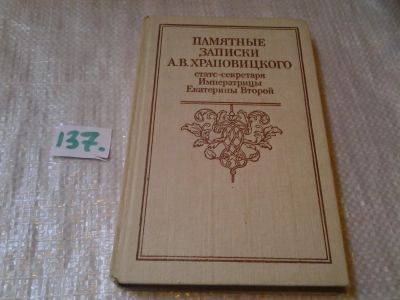 ПАМЯТНЫЕ
ЗАПИСКИ
А.В.ХРАПОВИЦКОГО
статс-секретаря
Императрицы
Екатерины Второй
137.